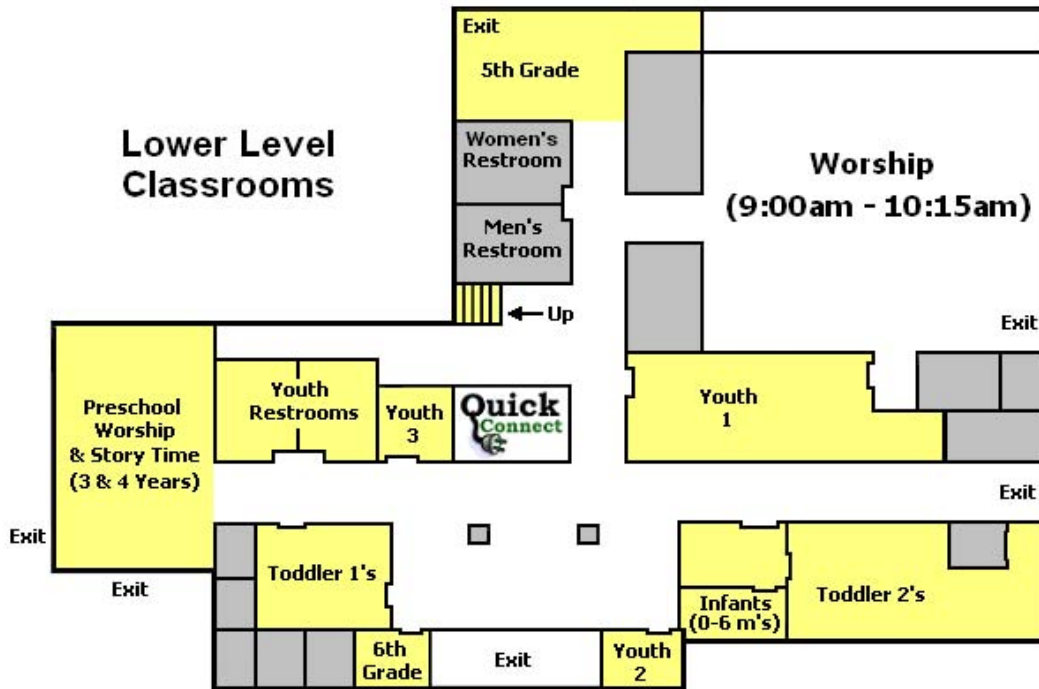 Exit
5th Grade
Lower Level
Classrooms
Women's
Restroom
Men's
Restroom
Worship
(9:00am - 10:15am)
Up
Exit
Preschool
Worship
& Story Time
(3 & 4 Years)
Youth
Restrooms
Youth
3
Quick
Connect
Youth
1
Exit
Exit
Exit
Toddler 1's
Infants
(0-6 m's)
Toddler 2's
6th
Grade
Exit
Youth
2